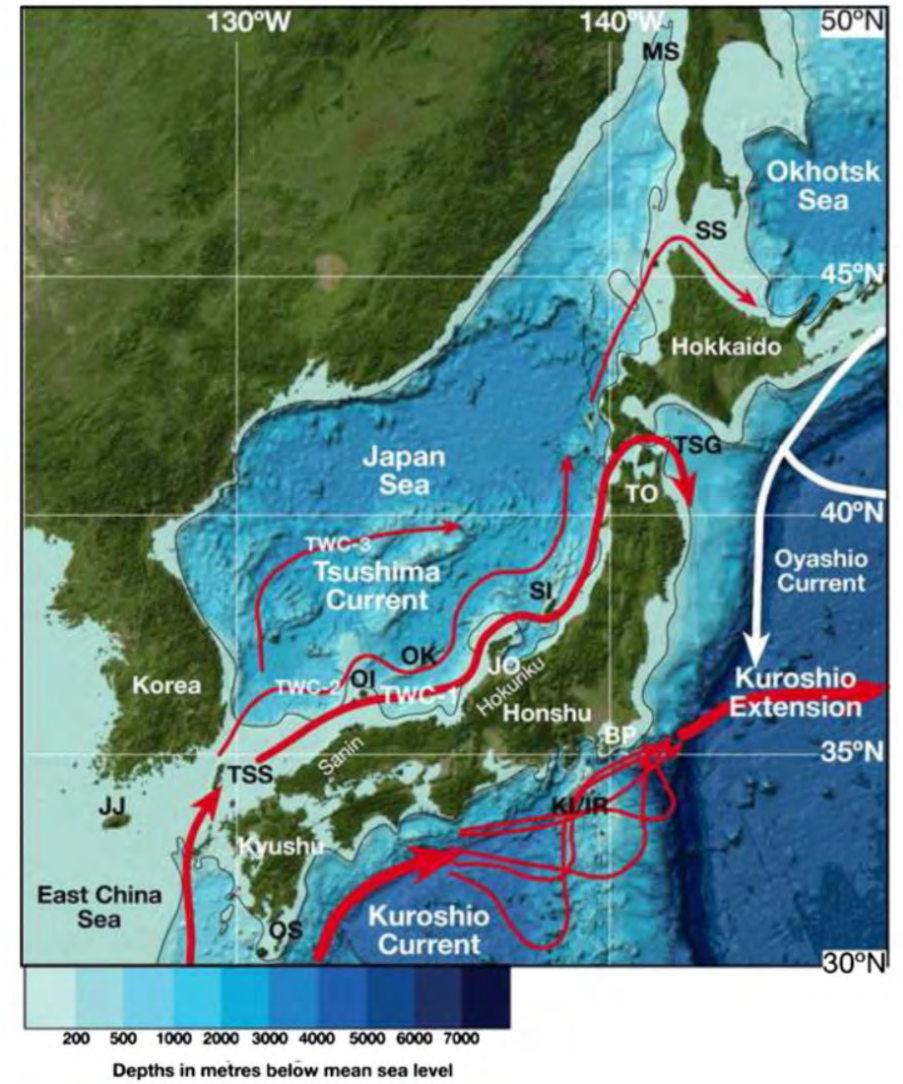 130ºW
140ºW
50ºN
MS
Okhotsk
Sea
SS
45ºN
Hokkaido
Japan
Sea
TSG
TO
40ºN
TWC-3
Tsushima
Current
Oyashio
Current
SI
OK
OI
Korea
TWC-2
TWC-1
JO
Hokuriku
Kuroshio
Extension
Honshu
BP
Sanin
35ºN
TSS
JJ
KI/IR
Kyushu
East China
Sea
Kuroshio
Current
OS
30ºN
200 500 1000 2000 3000 4000 5000 6000 7000
Depths in metres below mean sea level